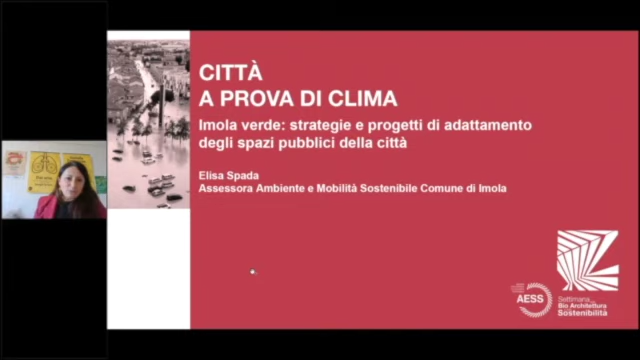 CITTÀ
A PROVA DI CLIMA
Imola verde: strategie e progetti di adattamento
degli spazi pubblici della città
Elisa Spada
Assessora Ambiente e Mobilità Sostenibile Comune di Imola
AESS
Settimana
Bio Architettura
Sostenibilità